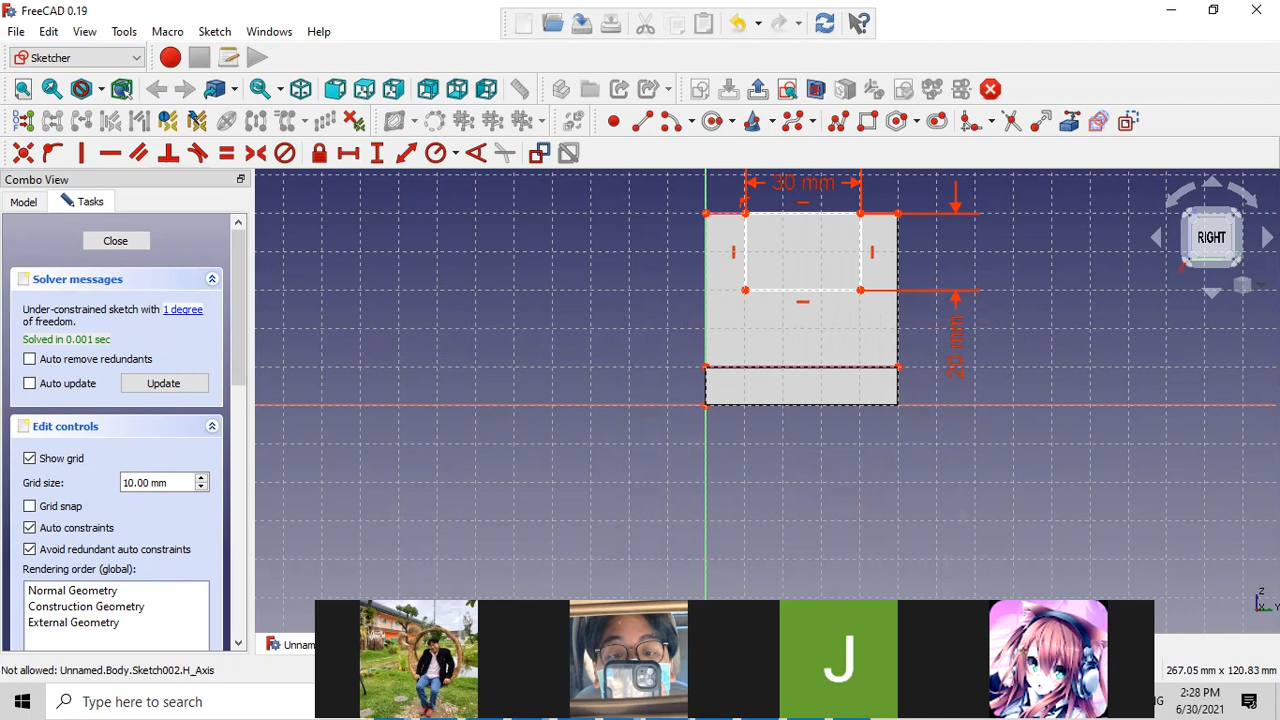 FreeCAD 0.19
File Edit View Tools Macro Sketch Windows Help
Sketcher
Combo View
Model Tasks
Close
Solver messages
Under-constrained sketch with 1 degree
of freedom.
Solved in 0.001 sec
Auto remove redundants
Auto update Update
Edit controls
Show grid
Grid size: 10.00 mm
Grid snap
Auto constraints
Avoid redundant auto constraints
Rendering order (global):
Normal Geometry
Construction Geometry
External Geometry
30 mm
20 mm
RIGHT
Z
X
Unnam
J
Not allowed: Unnamed.Body.Sketch002.H_Axis
267.05 mm x 120.83 mm
Type here to search
ENG
2:28 PM
6/30/2021